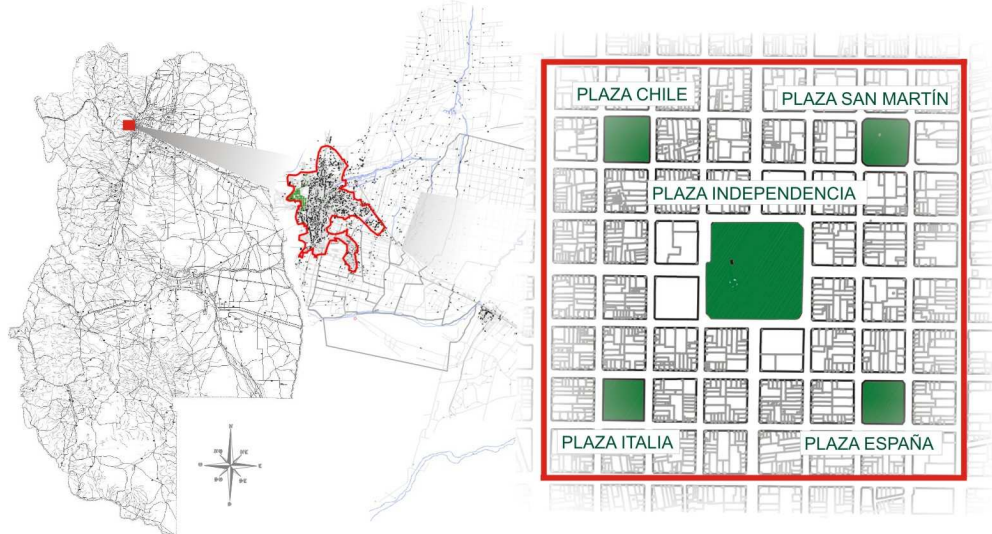 PLAZA CHILE
PLAZA SAN MARTÍN
PLAZA INDEPENDENCIA
PLAZA ITALIA
PLAZA ESPAÑA